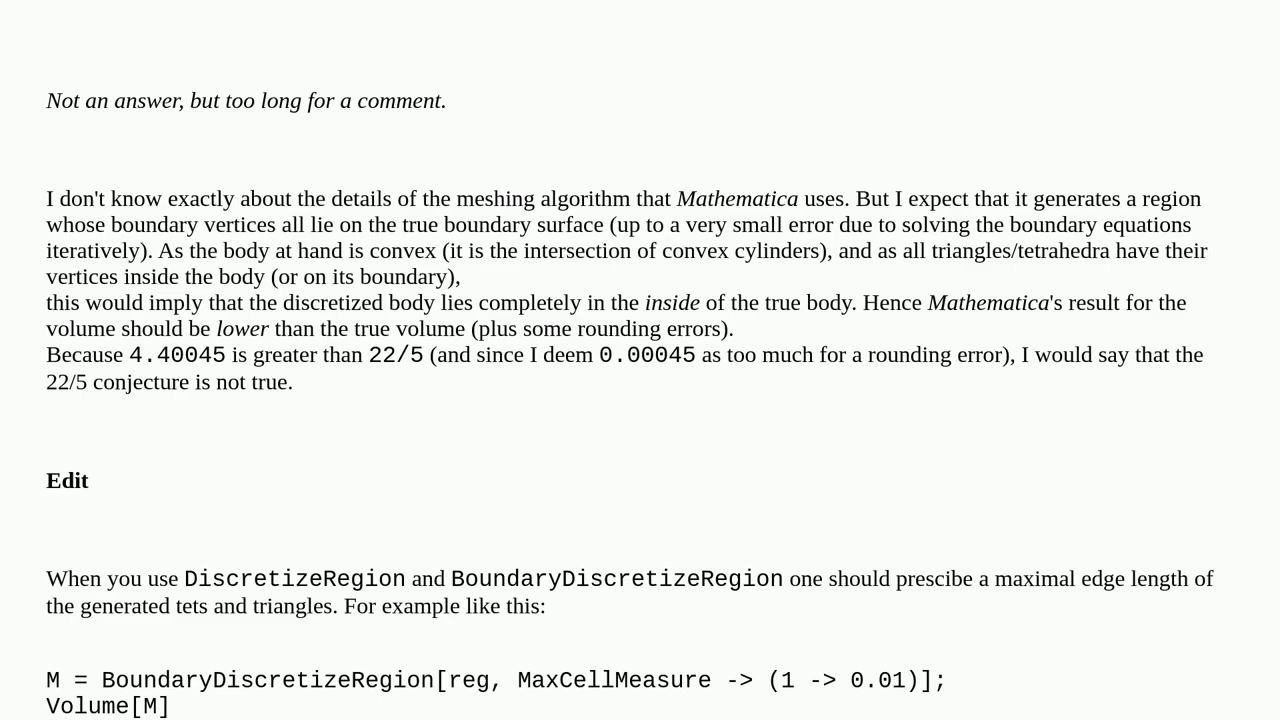 Not an answer, but too long for a comment.
I don't know exactly about the details of the meshing algorithm that Mathematica uses. But I expect that it generates a region
whose boundary vertices all lie on the true boundary surface (up to a very small error due to solving the boundary equations
iteratively). As the body at hand is convex (it is the intersection of convex cylinders), and as all triangles/tetrahedra have their
vertices inside the body (or on its boundary),
this would imply that the discretized body lies completely in the inside of the true body. Hence Mathematica's result for the
volume should be lower than the true volume (plus some rounding errors).
Because 4.40045 is greater than 22/5 (and since I deem 0.00045 as too much for a rounding error), I would say that the
22/5 conjecture is not true.
Edit
When you use DiscretizeRegion and BoundaryDiscretizeRegion one should prescibe a maximal edge length of
the generated tets and triangles. For example like this:
M = BoundaryDiscretizeRegion[reg, MaxCellMeasure -> (1 -> 0.01)];
Volume[M]